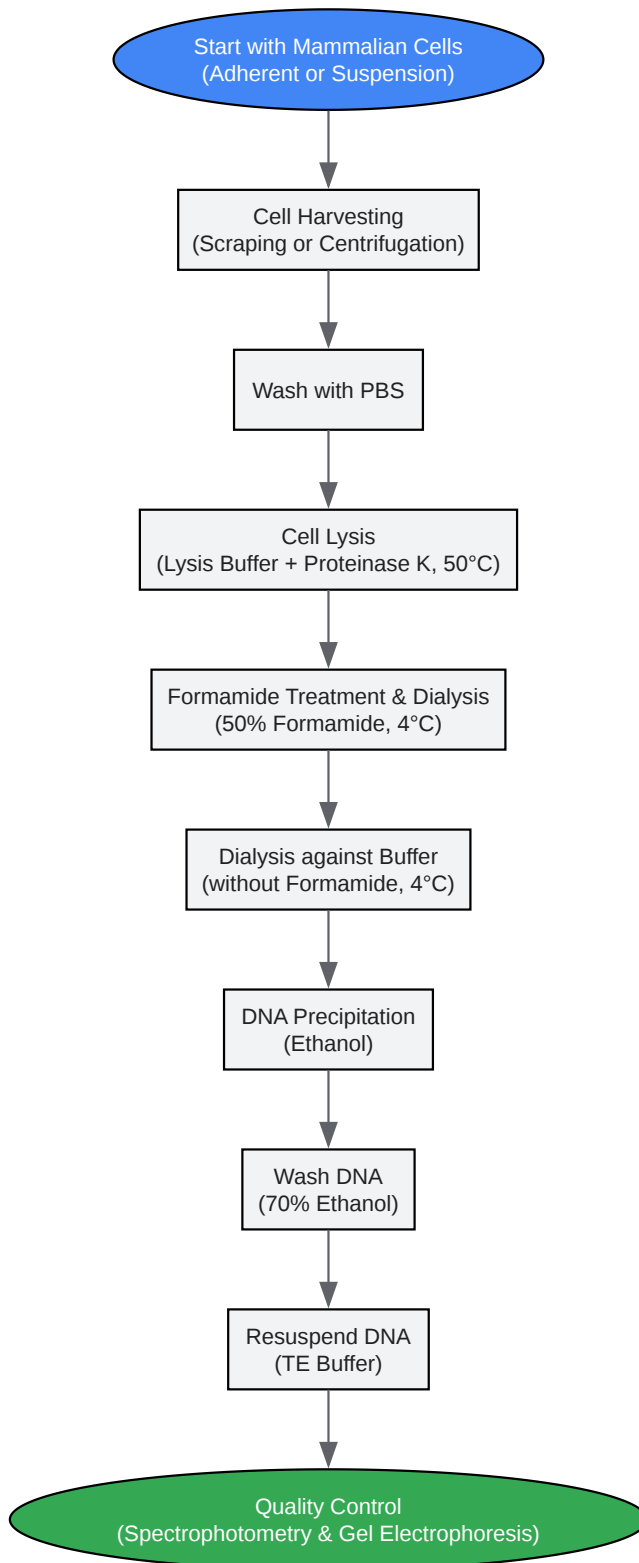 Start with Mammalian Cells
(Adherent or Suspension)
Cell Harvesting
(Scraping or Centrifugation)
Wash with PBS
Cell Lysis
(Lysis Buffer + Proteinase K, 50°C)
Formamide Treatment & Dialysis
(50% Formamide, 4°C)
Dialysis against Buffer
(without Formamide, 4°C)
DNA Precipitation
(Ethanol)
Wash DNA
(70% Ethanol)
Resuspend DNA
(TE Buffer)
Quality Control
(Spectrophotometry & Gel Electrophoresis)